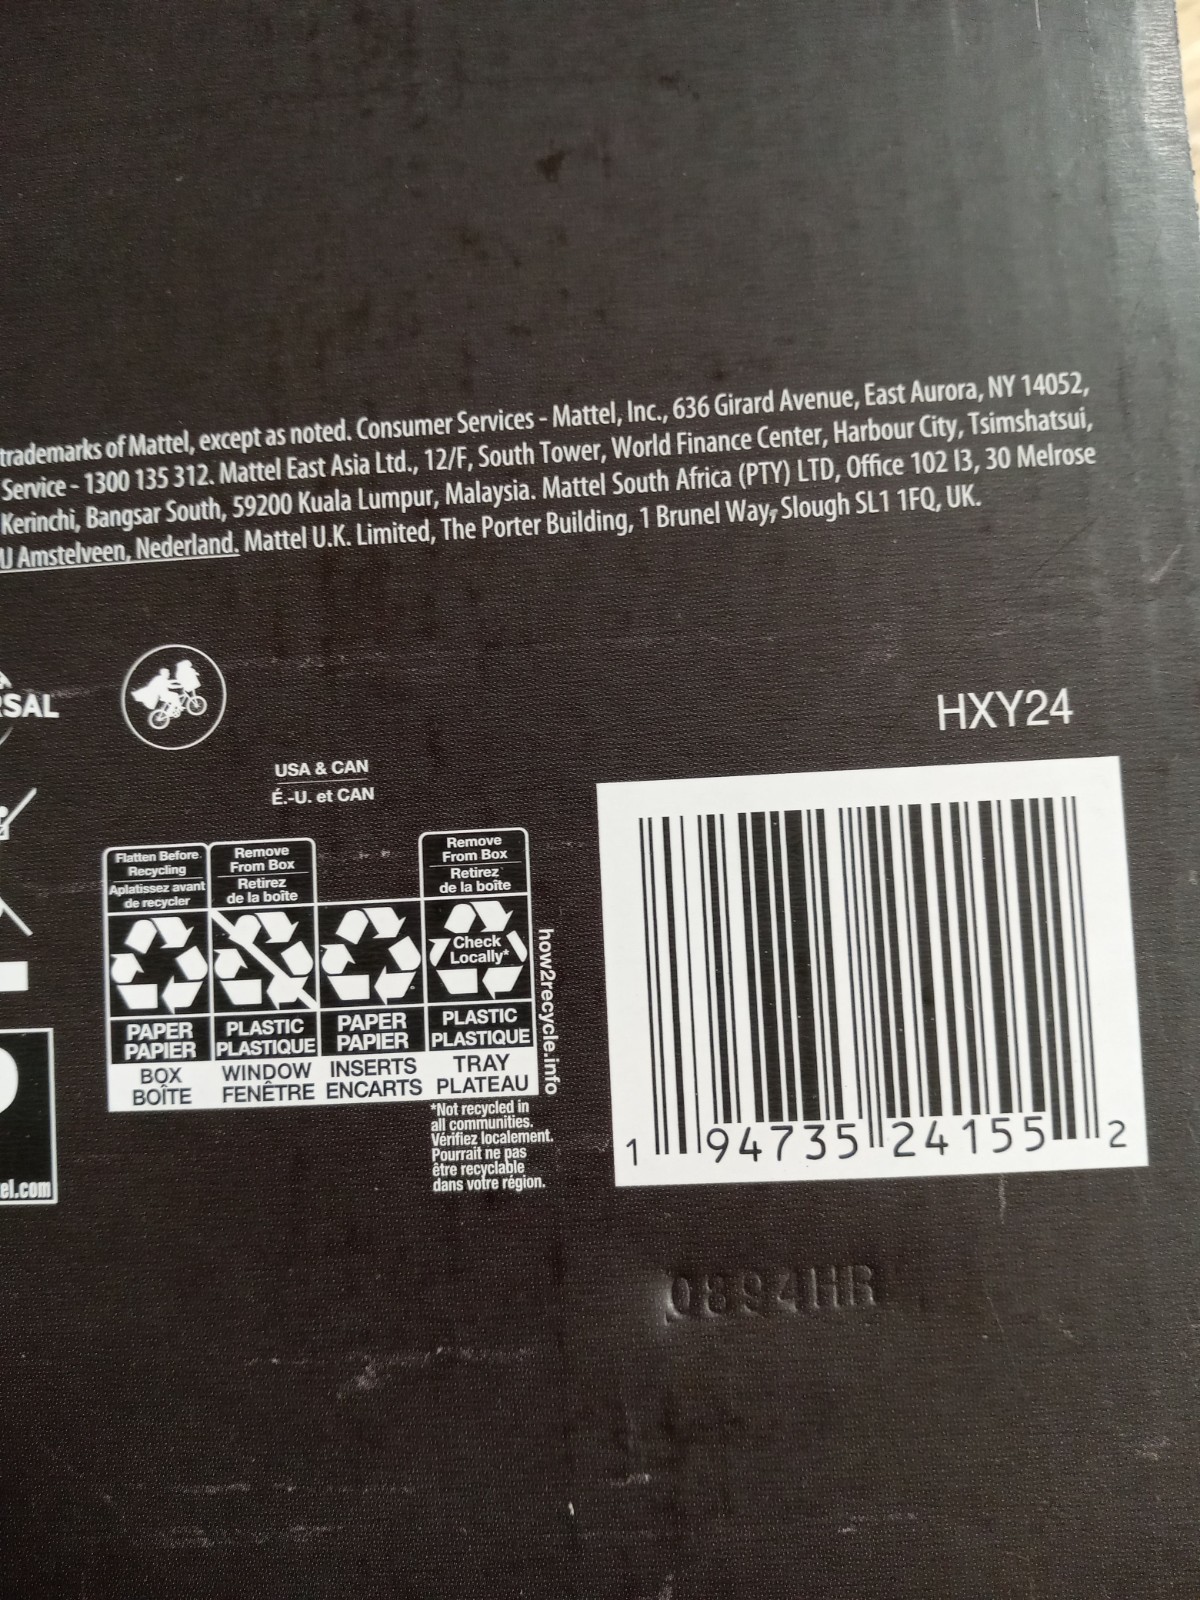 trademarks of Mattel, except as noted. Consumer Services - Mattel, Inc., 636 Girard Avenue, East Aurora, NY 14052,
Service - 1300 135 312. Mattel East Asia Ltd., 12/F, South Tower, World Finance Center, Harbour City, Tsimshatsui,
Kerinchi, Bangsar South, 59200 Kuala Lumpur, Malaysia. Mattel South Africa (PTY) LTD, Office 102 I3, 30 Melrose
U Amstelveen, Nederland. Mattel U.K. Limited, The Porter Building, 1 Brunel Way, Slough SL1 1FQ, UK.
RSAL
HXY24
USA & CAN
É.-U. et CAN
Flatten Before
Recycling
Aplatissez avant
de recycler
Remove
From Box
Retirez
de la boîte
Remove
From Box
Retirez
de la boîte
Check
Locally*
PAPER
PAPIER
BOX
BOÎTE
PLASTIC
PLASTIQUE
WINDOW
FENÊTRE
PAPER
PAPIER
INSERTS
ENCARTS
PLASTIC
PLASTIQUE
TRAY
PLATEAU
how2recycle.info
*Not recycled in
all communities.
Vérifiez localement.
Pourrait ne pas
être recyclable
dans votre région.
el.com
1 94735 24155 2
0894HR